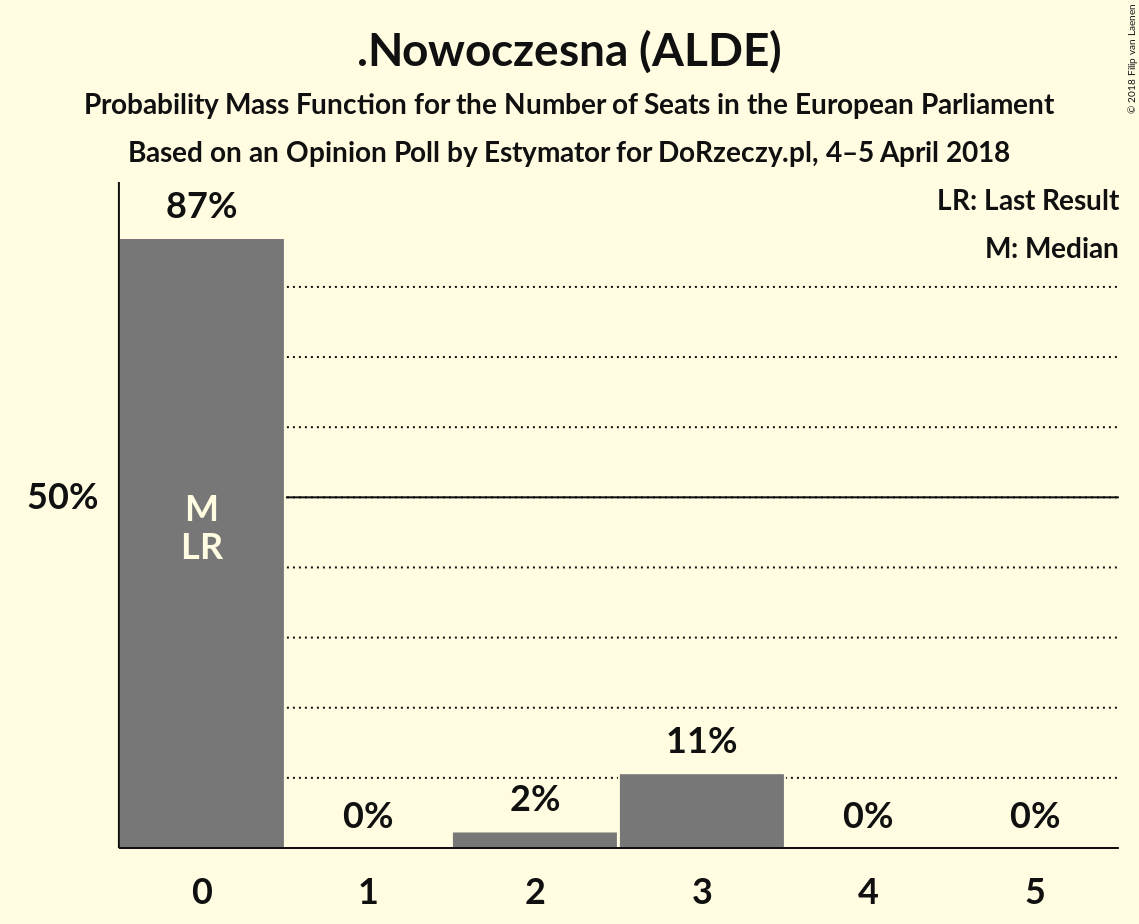 .Nowoczesna (ALDE)
Probability Mass Function for the Number of Seats in the European Parliament
Based on an Opinion Poll by Estymator for DoRzeczy.pl, 4–5 April 2018
© 2018 Filip van Laenen
LR: Last Result
M: Median
87%
50%
M
LR
0%
2%
11%
0%
0%
0
1
2
3
4
5